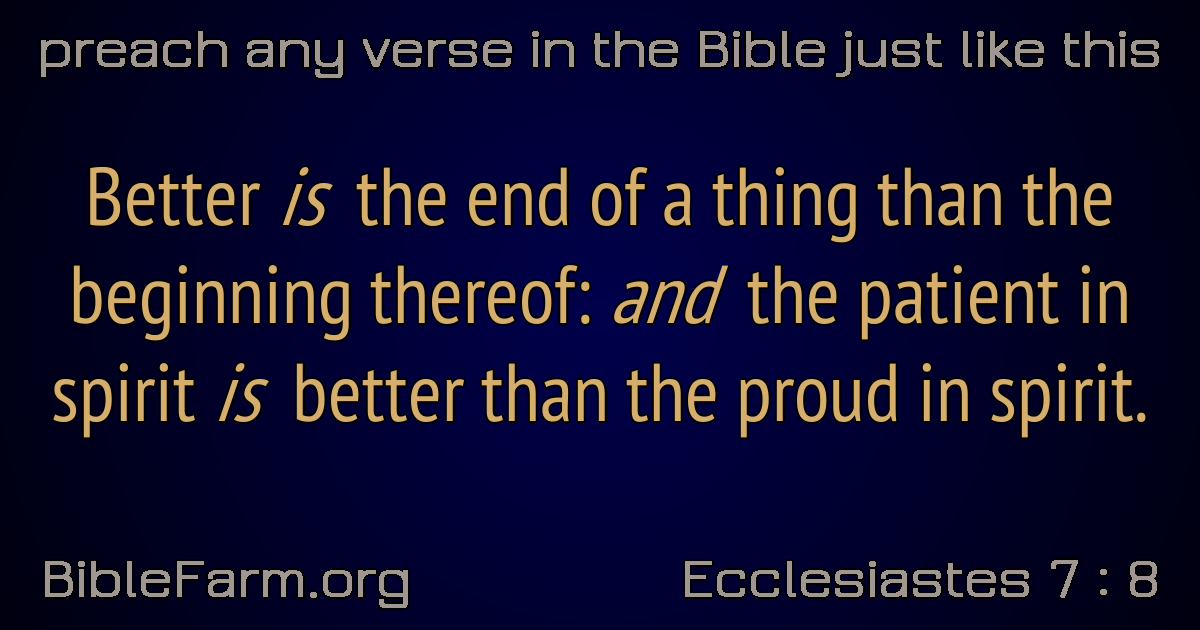 preach any verse in the Bible just like this
Better is the end of a thing than the
beginning thereof: and the patient in
spirit is better than the proud in spirit.
BibleFarm.org
Ecclesiastes 7 : 8